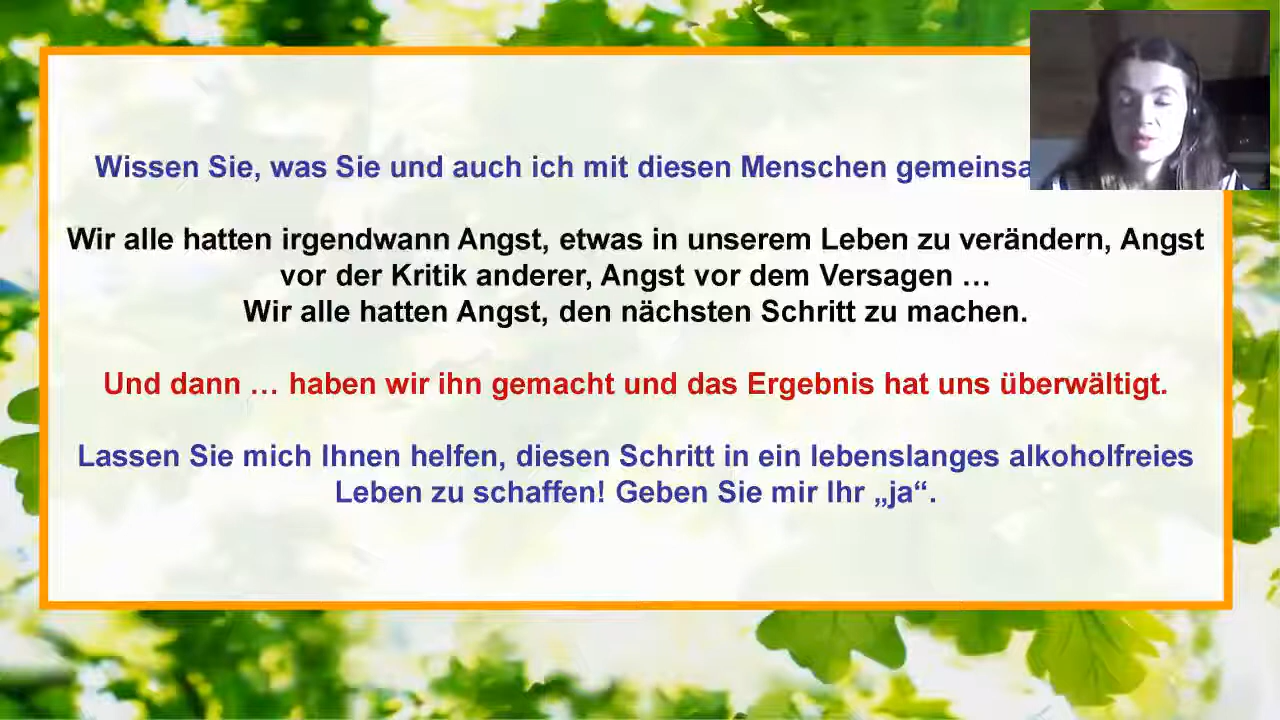 Wissen Sie, was Sie und auch ich mit diesen Menschen
Wir alle hatten irgendwann Angst, etwas in unserem Leben zu verändern, Angst
vor der Kritik anderer, Angst vor dem Versagen …
Wir alle hatten Angst, den nächsten Schritt zu machen.
Und dann … haben wir ihn gemacht und das Ergebnis hat uns überwältigt.
Lassen Sie mich Ihnen helfen, diesen Schritt in ein lebenslanges alkoholfreies
Leben zu schaffen! Geben Sie mir Ihr „ja“.